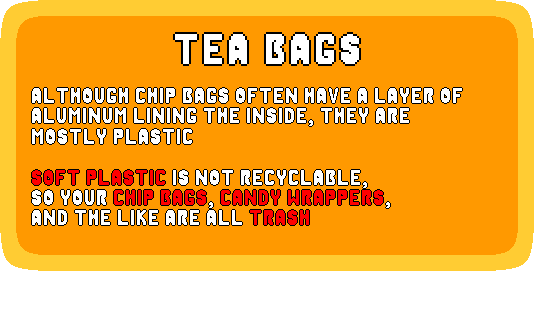 TEA BAGS
ALTHOUGH CHIP BAGS OFTEN HAVE A LAYER OF
ALUMINUM LINING THE INSIDE, THEY ARE
MOSTLY PLASTIC
SOFT PLASTIC IS NOT RECYCLABLE,
SO YOUR CHIP BAGS, CANDY WRAPPERS,
AND THE LIKE ARE ALL TRASH